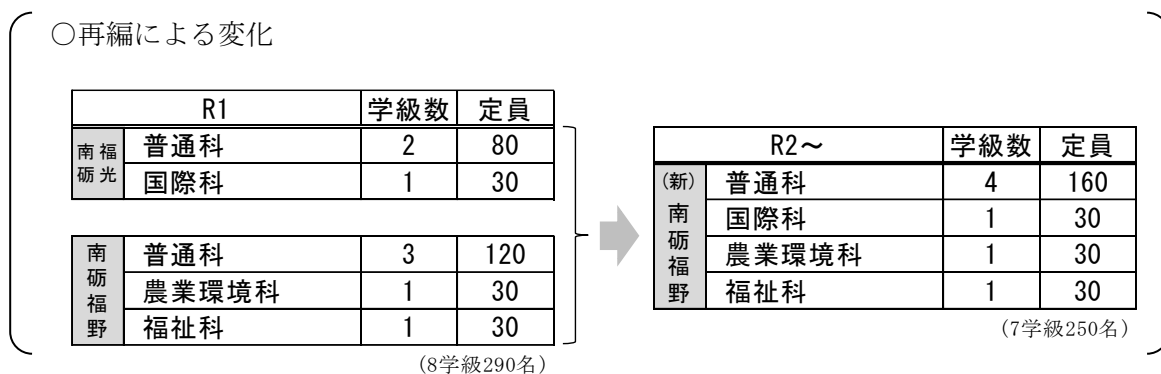 ○再編による変化
R1 学級数 定員
南砺福光 普通科 2 80
国際科 1 30
南砺福野 普通科 3 120
農業環境科 1 30
福祉科 1 30
(8学級290名)
R2～ 学級数 定員
(新)南砺福野 普通科 4 160
国際科 1 30
農業環境科 1 30
福祉科 1 30
(7学級250名)